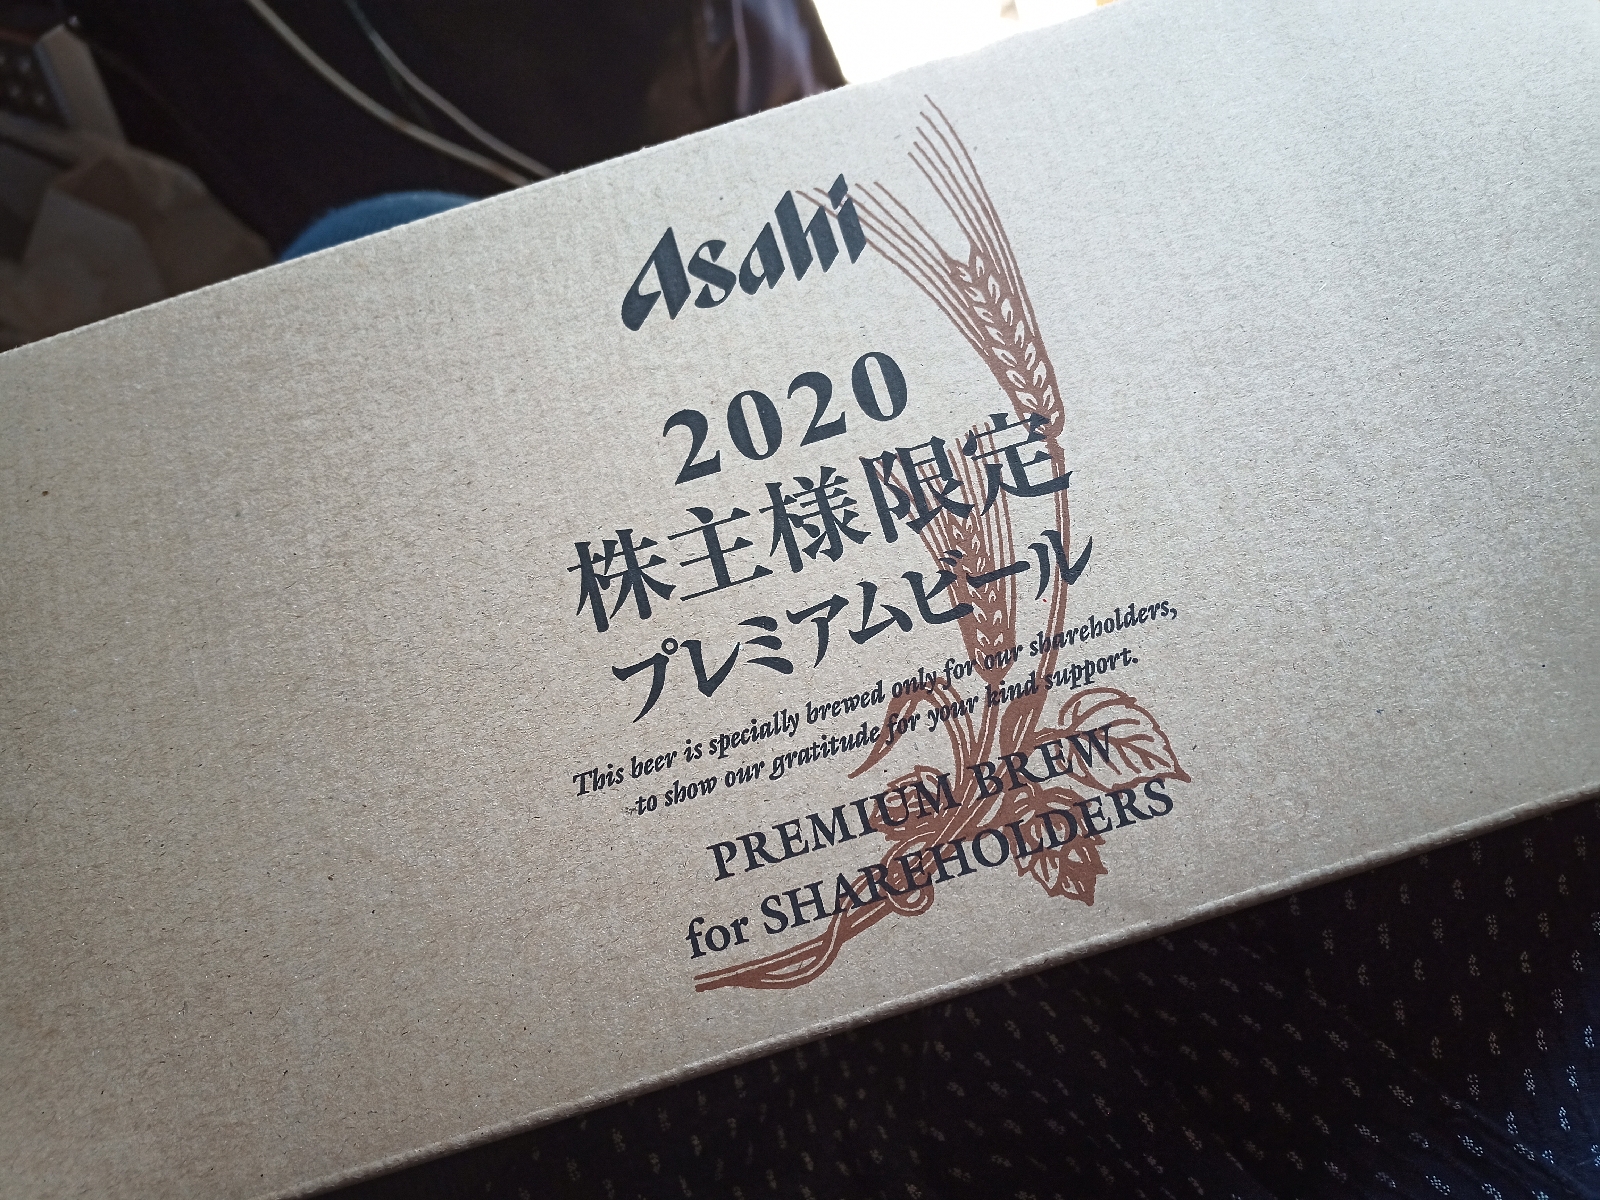 Asahi
2020
株主様限定
プレミアムビール
This beer is specially brewed only for our shareholders,
to show our gratitude for your kind support.
PREMIUM BREW
for SHAREHOLDERS